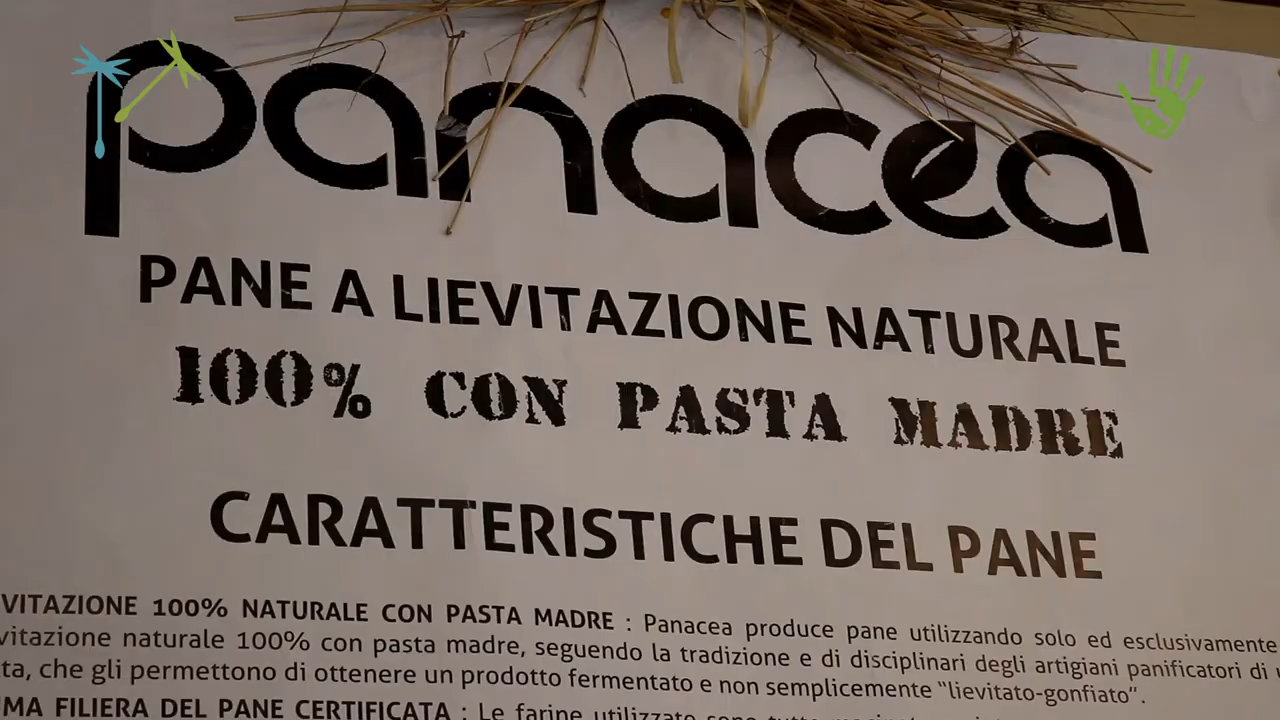 panacea
PANE A LIEVITAZIONE NATURALE
100% CON PASTA MADRE
CARATTERISTICHE DEL PANE
VITAZIONE 100% NATURALE CON PASTA MADRE : Panacea produce pane utilizzando solo ed esclusivamente
vitazione naturale 100% con pasta madre, seguendo la tradizione e di disciplinari degli artigiani panificatori di
ta, che gli permettono di ottenere un prodotto fermentato e non semplicemente "lievitato-gonfiato".
MA FILIERA DEL PANE CERTIFICATA : Le farine utilizzate sono tutte